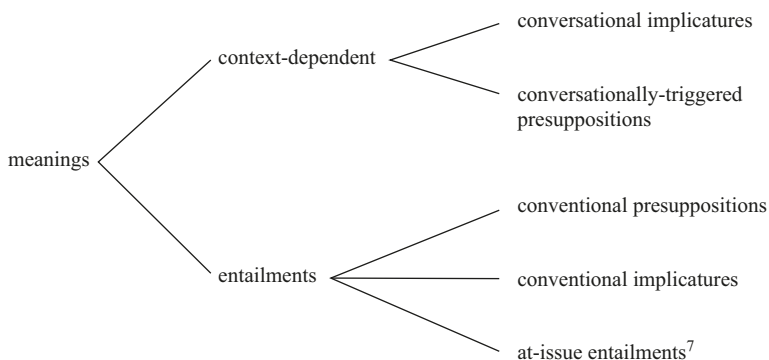 conversational implicatures
context-dependent
conversationally-triggered
presuppositions
meanings
conventional presuppositions
entailments
conventional implicatures
at-issue entailments7